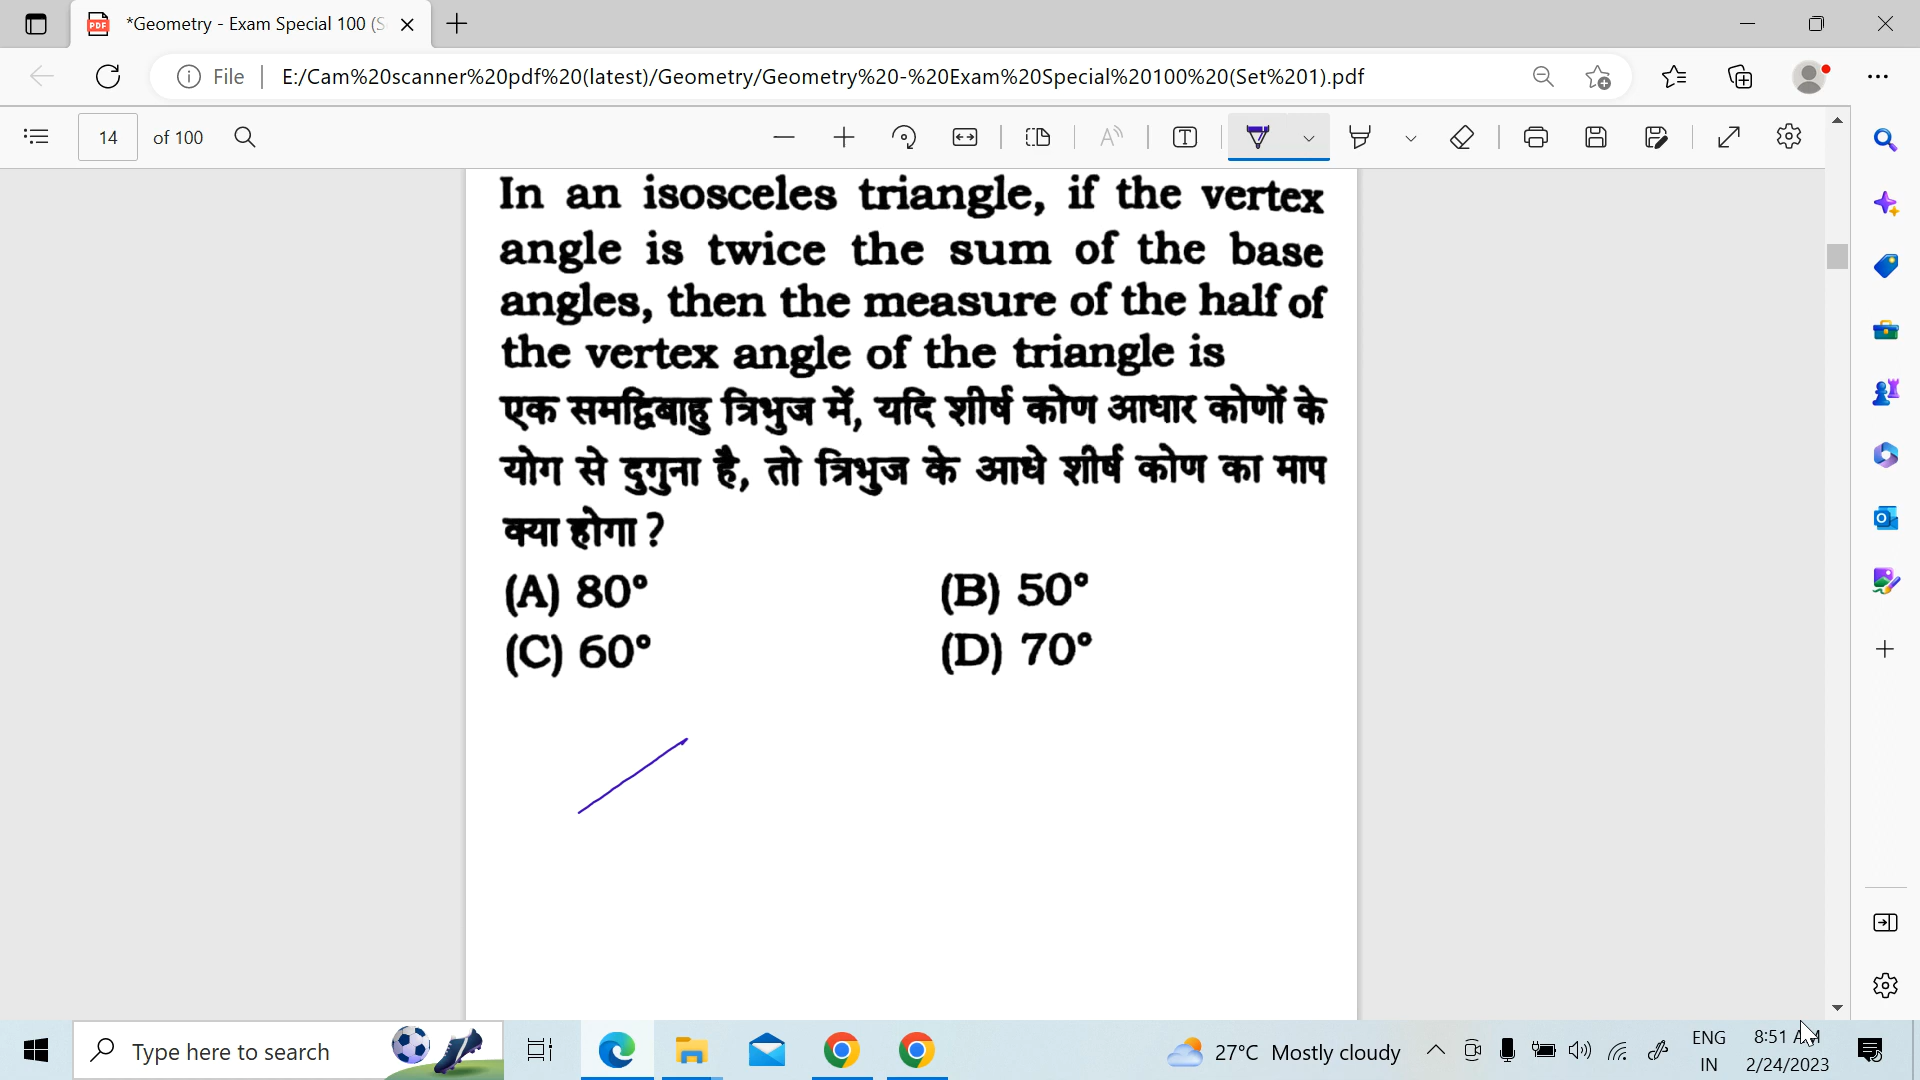 *Geometry - Exam Special 100 (S
File
E:/Cam%20scanner%20pdf%20(latest)/Geometry/Geometry%20-%20Exam%20Special%20100%20(Set%201).pdf
14 of 100
In an isosceles triangle, if the vertex
angle is twice the sum of the base
angles, then the measure of the half of
the vertex angle of the triangle is
एक समद्विबाहु त्रिभुज में, यदि शीर्ष कोण आधार कोणों के
योग से दुगुना है, तो त्रिभुज के आधे शीर्ष कोण का माप
क्या होगा ?
(A) 80° (B) 50°
(C) 60° (D) 70°
Type here to search
27°C Mostly cloudy
ENG
IN
8:51
2/24/2023